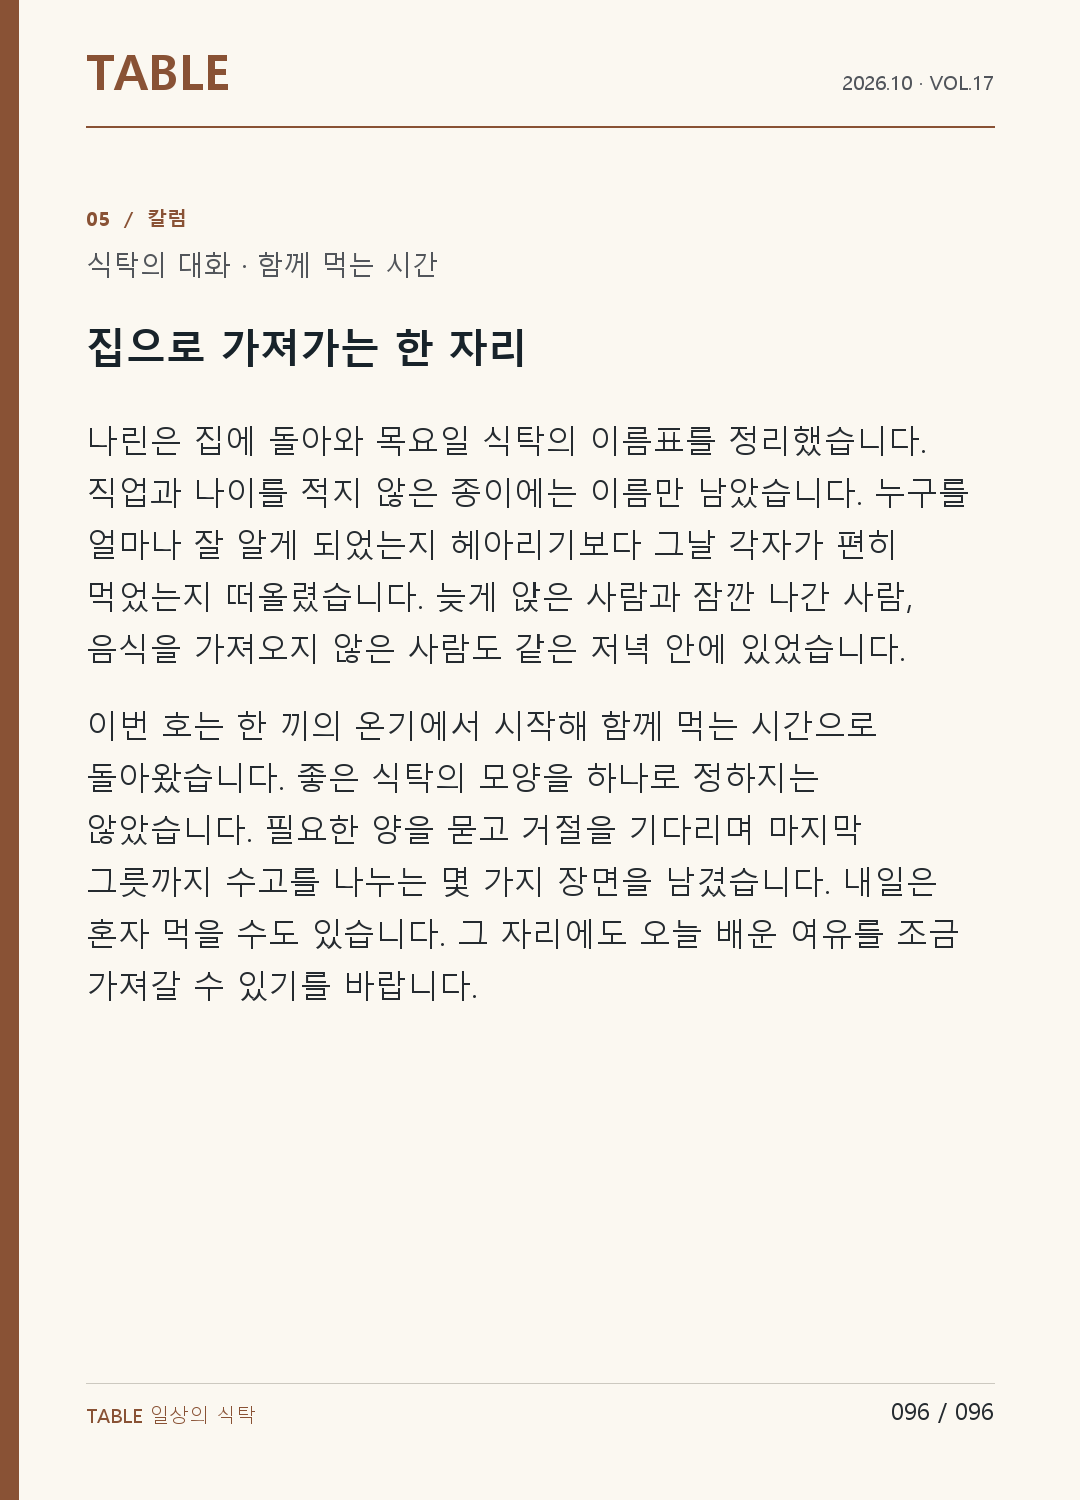 TABLE
2026.10 · VOL.17
05 / 칼럼
식탁의 대화 · 함께 먹는 시간
집으로 가져가는 한 자리
나린은 집에 돌아와 목요일 식탁의 이름표를 정리했습니다.
직업과 나이를 적지 않은 종이에는 이름만 남았습니다. 누구를
얼마나 잘 알게 되었는지 헤아리기보다 그날 각자가 편히
먹었는지 떠올렸습니다. 늦게 앉은 사람과 잠깐 나간 사람,
음식을 가져오지 않은 사람도 같은 저녁 안에 있었습니다.
이번 호는 한 끼의 온기에서 시작해 함께 먹는 시간으로
돌아왔습니다. 좋은 식탁의 모양을 하나로 정하지는
않았습니다. 필요한 양을 묻고 거절을 기다리며 마지막
그릇까지 수고를 나누는 몇 가지 장면을 남겼습니다. 내일은
혼자 먹을 수도 있습니다. 그 자리에도 오늘 배운 여유를 조금
가져갈 수 있기를 바랍니다.
TABLE 일상의 식탁
096 / 096